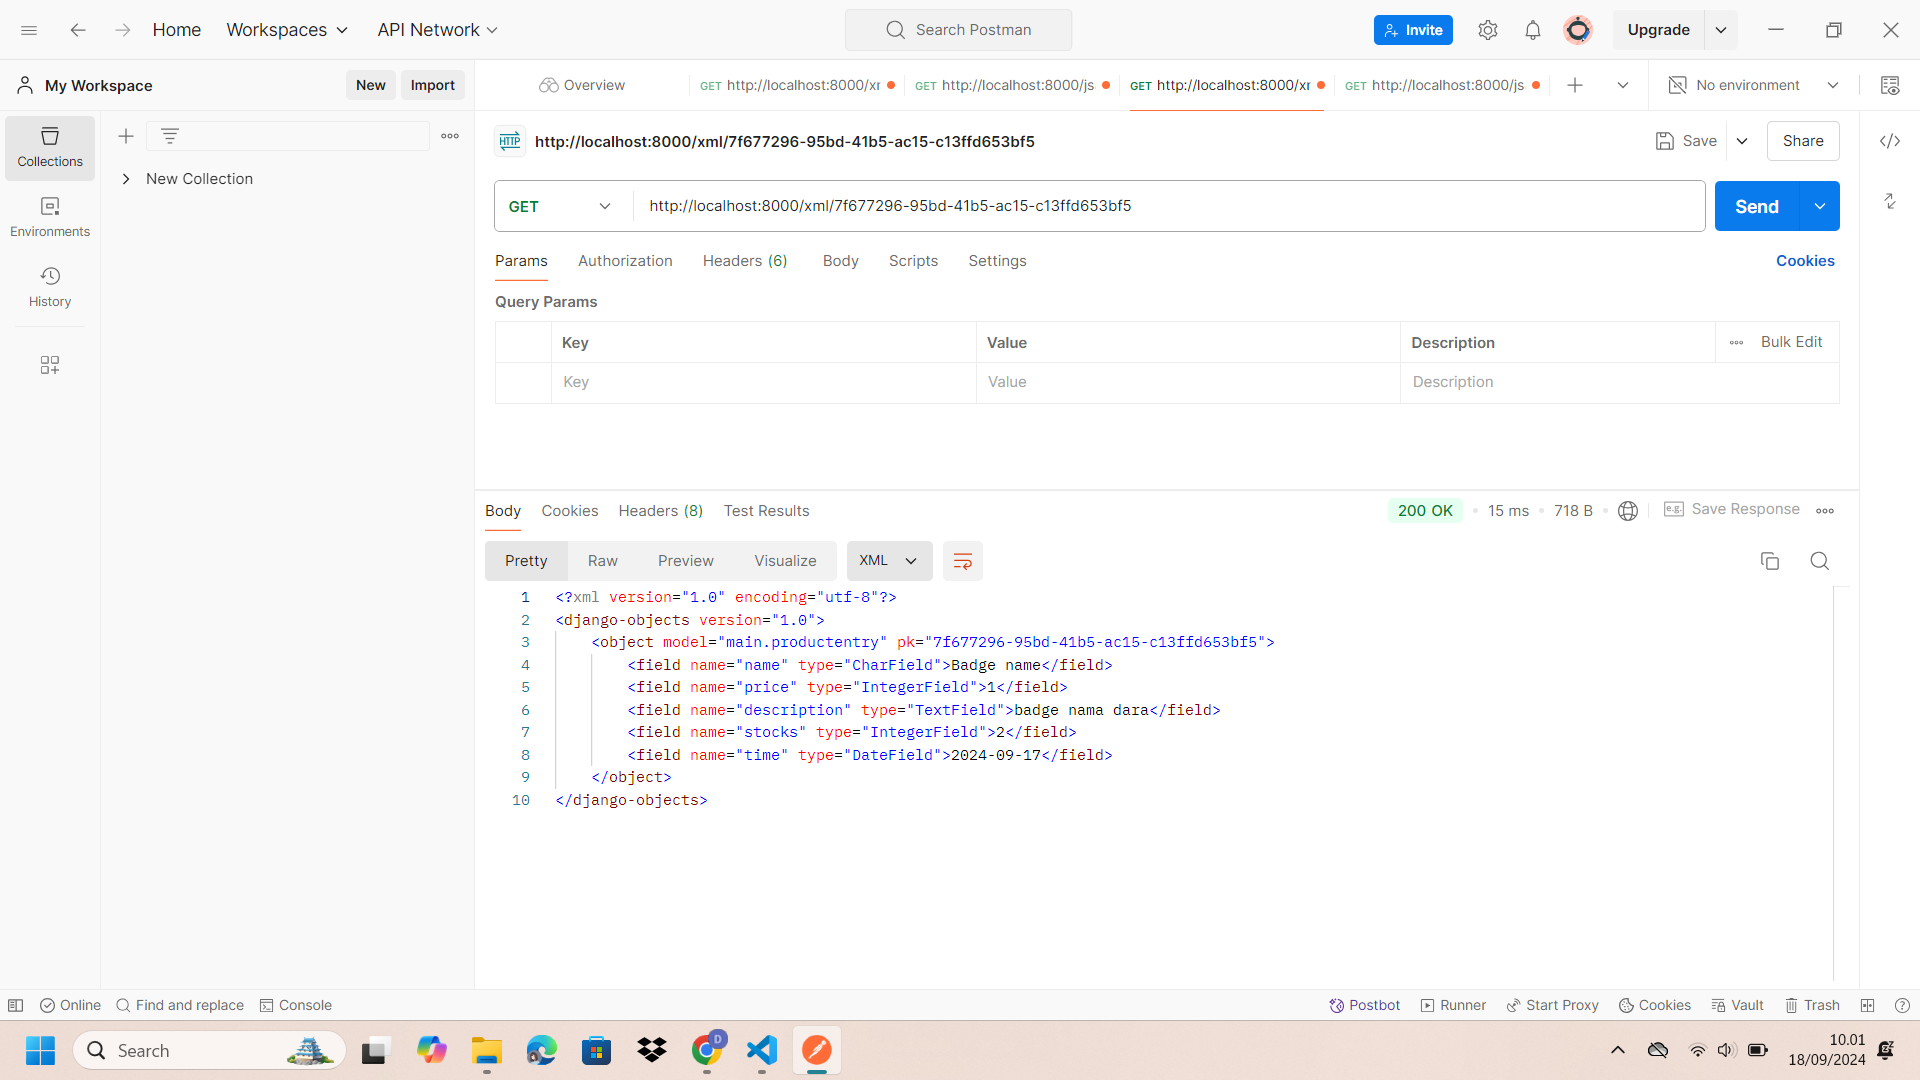 Home Workspaces API Network Search Postman Invite Upgrade
My Workspace New Import Overview GET http://localhost:8000/xr GET http://localhost:8000/js GET http://localhost:8000/xr GET http://localhost:8000/js No environment
Collections
New Collection
Environments
History
HTTP http://localhost:8000/xml/7f677296-95bd-41b5-ac15-c13ffd653bf5 Save Share
GET http://localhost:8000/xml/7f677296-95bd-41b5-ac15-c13ffd653bf5 Send
Params Authorization Headers (6) Body Scripts Settings Cookies
Query Params
Key Value Description Bulk Edit
Key Value Description
Body Cookies Headers (8) Test Results 200 OK 15 ms 718 B e.g. Save Response
Pretty Raw Preview Visualize XML
1 <?xml version="1.0" encoding="utf-8"?>
2 <django-objects version="1.0">
3 <object model="main.productentry" pk="7f677296-95bd-41b5-ac15-c13ffd653bf5">
4 <field name="name" type="CharField">Badge name</field>
5 <field name="price" type="IntegerField">1</field>
6 <field name="description" type="TextField">badge nama dara</field>
7 <field name="stocks" type="IntegerField">2</field>
8 <field name="time" type="DateField">2024-09-17</field>
9 </object>
10 </django-objects>
Online Find and replace Console Postbot Runner Start Proxy Cookies Vault Trash
Search D 10.01
18/09/2024